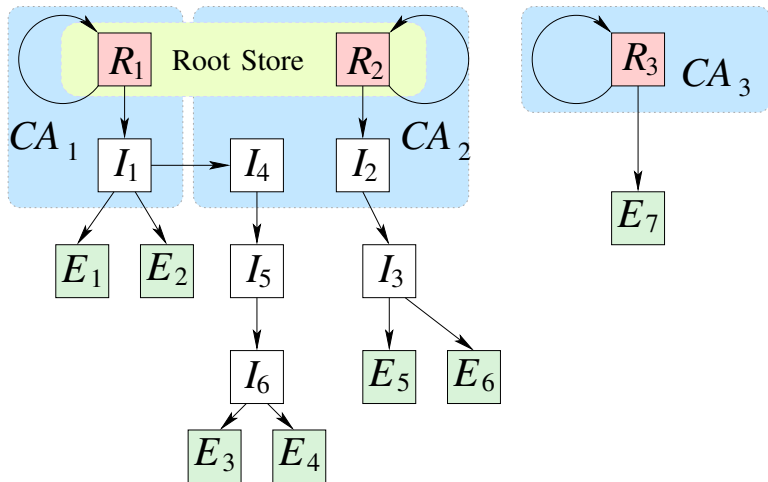 R1 Root Store R2 R3
CA 3
CA 1 CA 2
I1 I4 I2
E7
E1 E2 I5 I3
I6 E5 E6
E3 E4